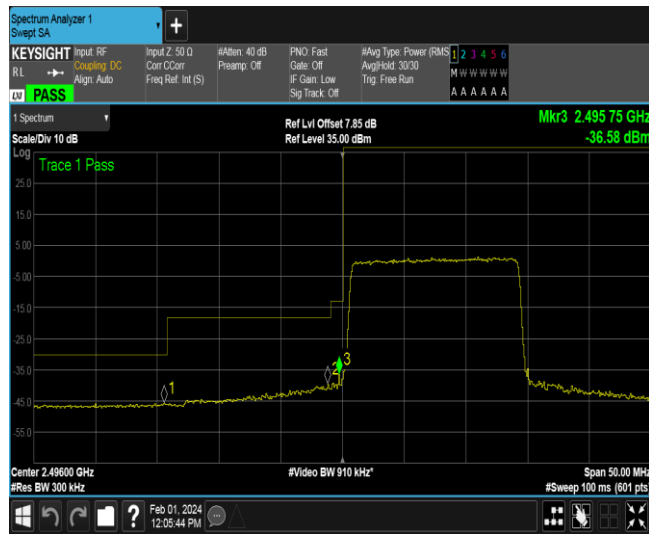 Spectrum Analyzer 1
Swept SA
KEYSIGHT
RL
LXI
PASS
Input: RF
Coupling: DC
Align: Auto
Input Z: 50 Ω
Corr CCorr
Freq Ref: Int (S)
#Atten: 40 dB
Preamp: Off
PNO: Fast
Gate: Off
IF Gain: Low
Sig Track: Off
#Avg Type: Power (RMS
Avg|Hold: 30/30
Trig: Free Run
1 2 3 4 5 6
M W W W W W
A A A A A A
1 Spectrum
Scale/Div 10 dB
Ref Lvl Offset 7.85 dB
Ref Level 35.00 dBm
Mkr3 2.495 75 GHz
-36.58 dBm
Log
Trace 1 Pass
25.0
15.0
5.00
-5.00
-15.0
-25.0
-35.0
-45.0
-55.0
1
2
3
Center 2.49600 GHz
#Res BW 300 kHz
#Video BW 910 kHz*
Span 50.00 MHz
#Sweep 100 ms (601 pts
?
Feb 01, 2024
12:05:44 PM